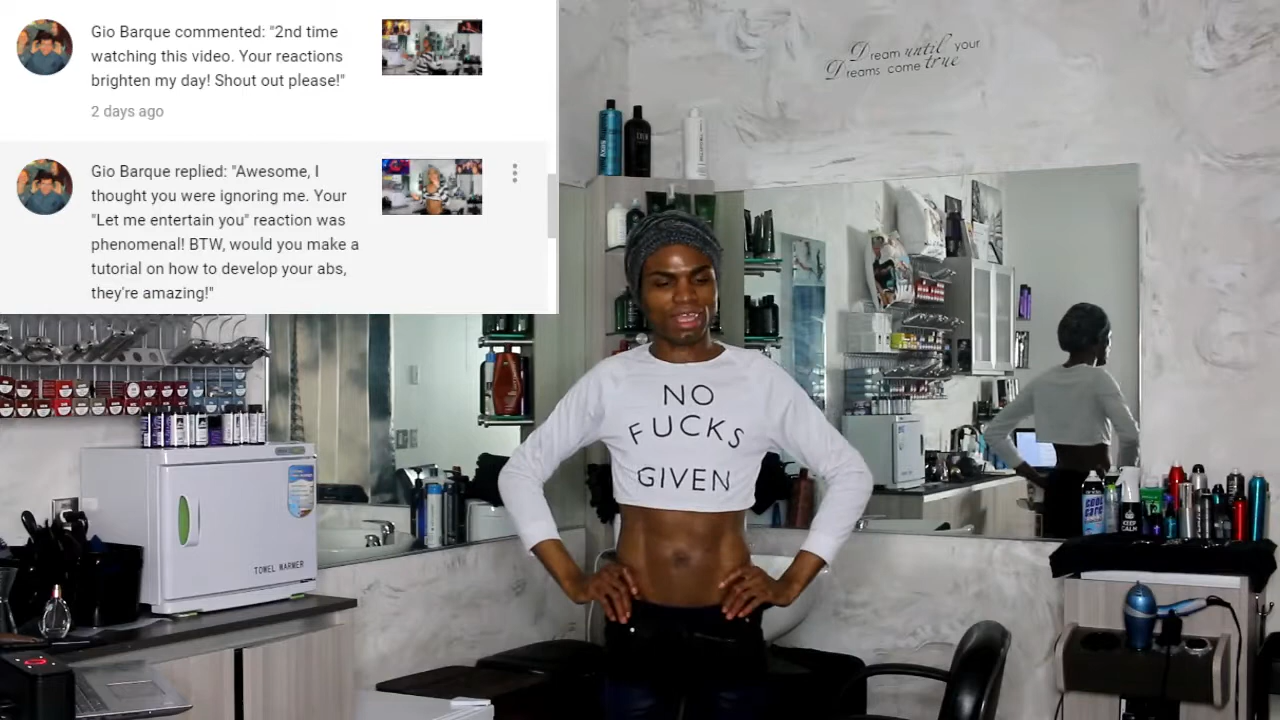 Gio Barque commented: "2nd time
watching this video. Your reactions
brighten my day! Shout out please!"
2 days ago
Gio Barque replied: "Awesome, I
thought you were ignoring me. Your
"Let me entertain you" reaction was
phenomenal! BTW, would you make a
tutorial on how to develop your abs,
they're amazing!"
Dream until your
Dreams come true
NO
FUCKS
GIVEN
TOWEL WARMER
KEEP
CALM